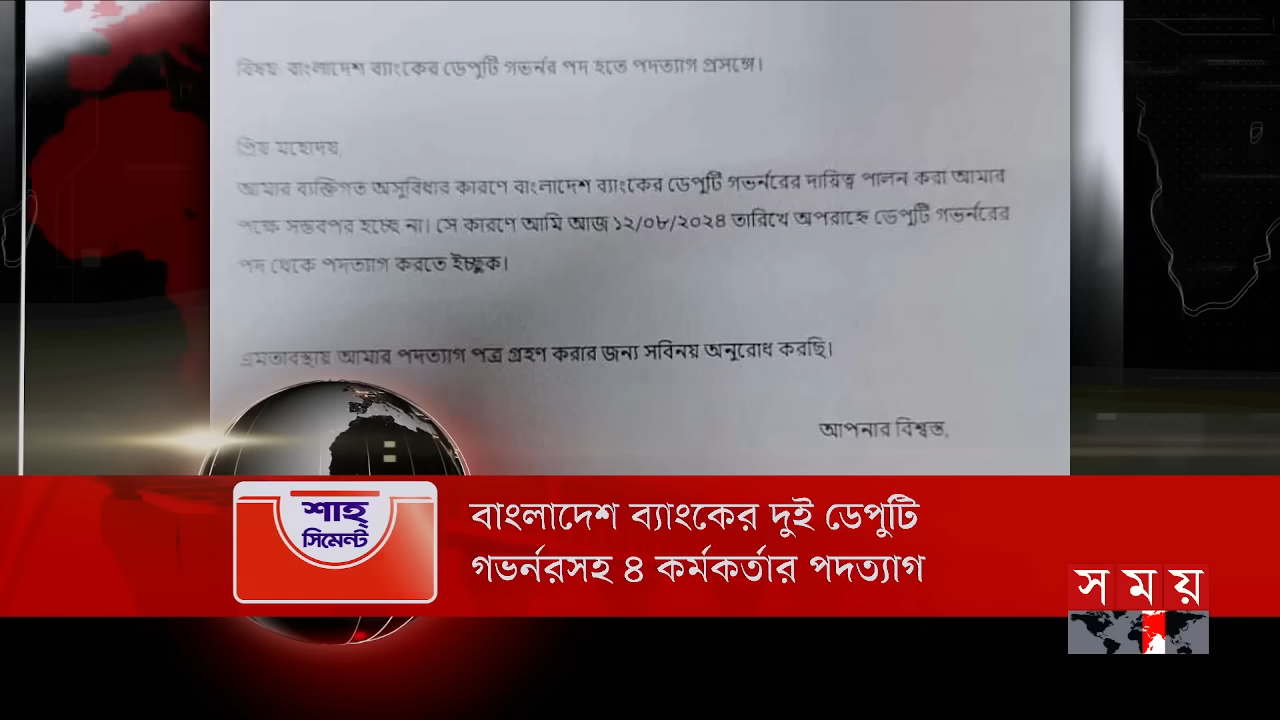 বিষয়: বাংলাদেশ ব্যাংকের ডেপুটি গভর্নর পদ হতে পদত্যাগ প্রসঙ্গে।
প্রিয় মহোদয়,
আমার ব্যক্তিগত অসুবিধার কারণে বাংলাদেশ ব্যাংকের ডেপুটি গভর্নরের দায়িত্ব পালন করা আমার
পক্ষে সম্ভবপর হচ্ছে না। সে কারণে আমি আজ ১২/০৮/২০২৪ তারিখে অপরাহ্নে ডেপুটি গভর্নরের
পদ থেকে পদত্যাগ করতে ইচ্ছুক।
এমতাবস্থায় আমার পদত্যাগ পত্র গ্রহণ করার জন্য সবিনয় অনুরোধ করছি।
আপনার বিশ্বস্ত,
শাহ্
সিমেন্ট
বাংলাদেশ ব্যাংকের দুই ডেপুটি
গভর্নরসহ ৪ কর্মকর্তার পদত্যাগ
সময়